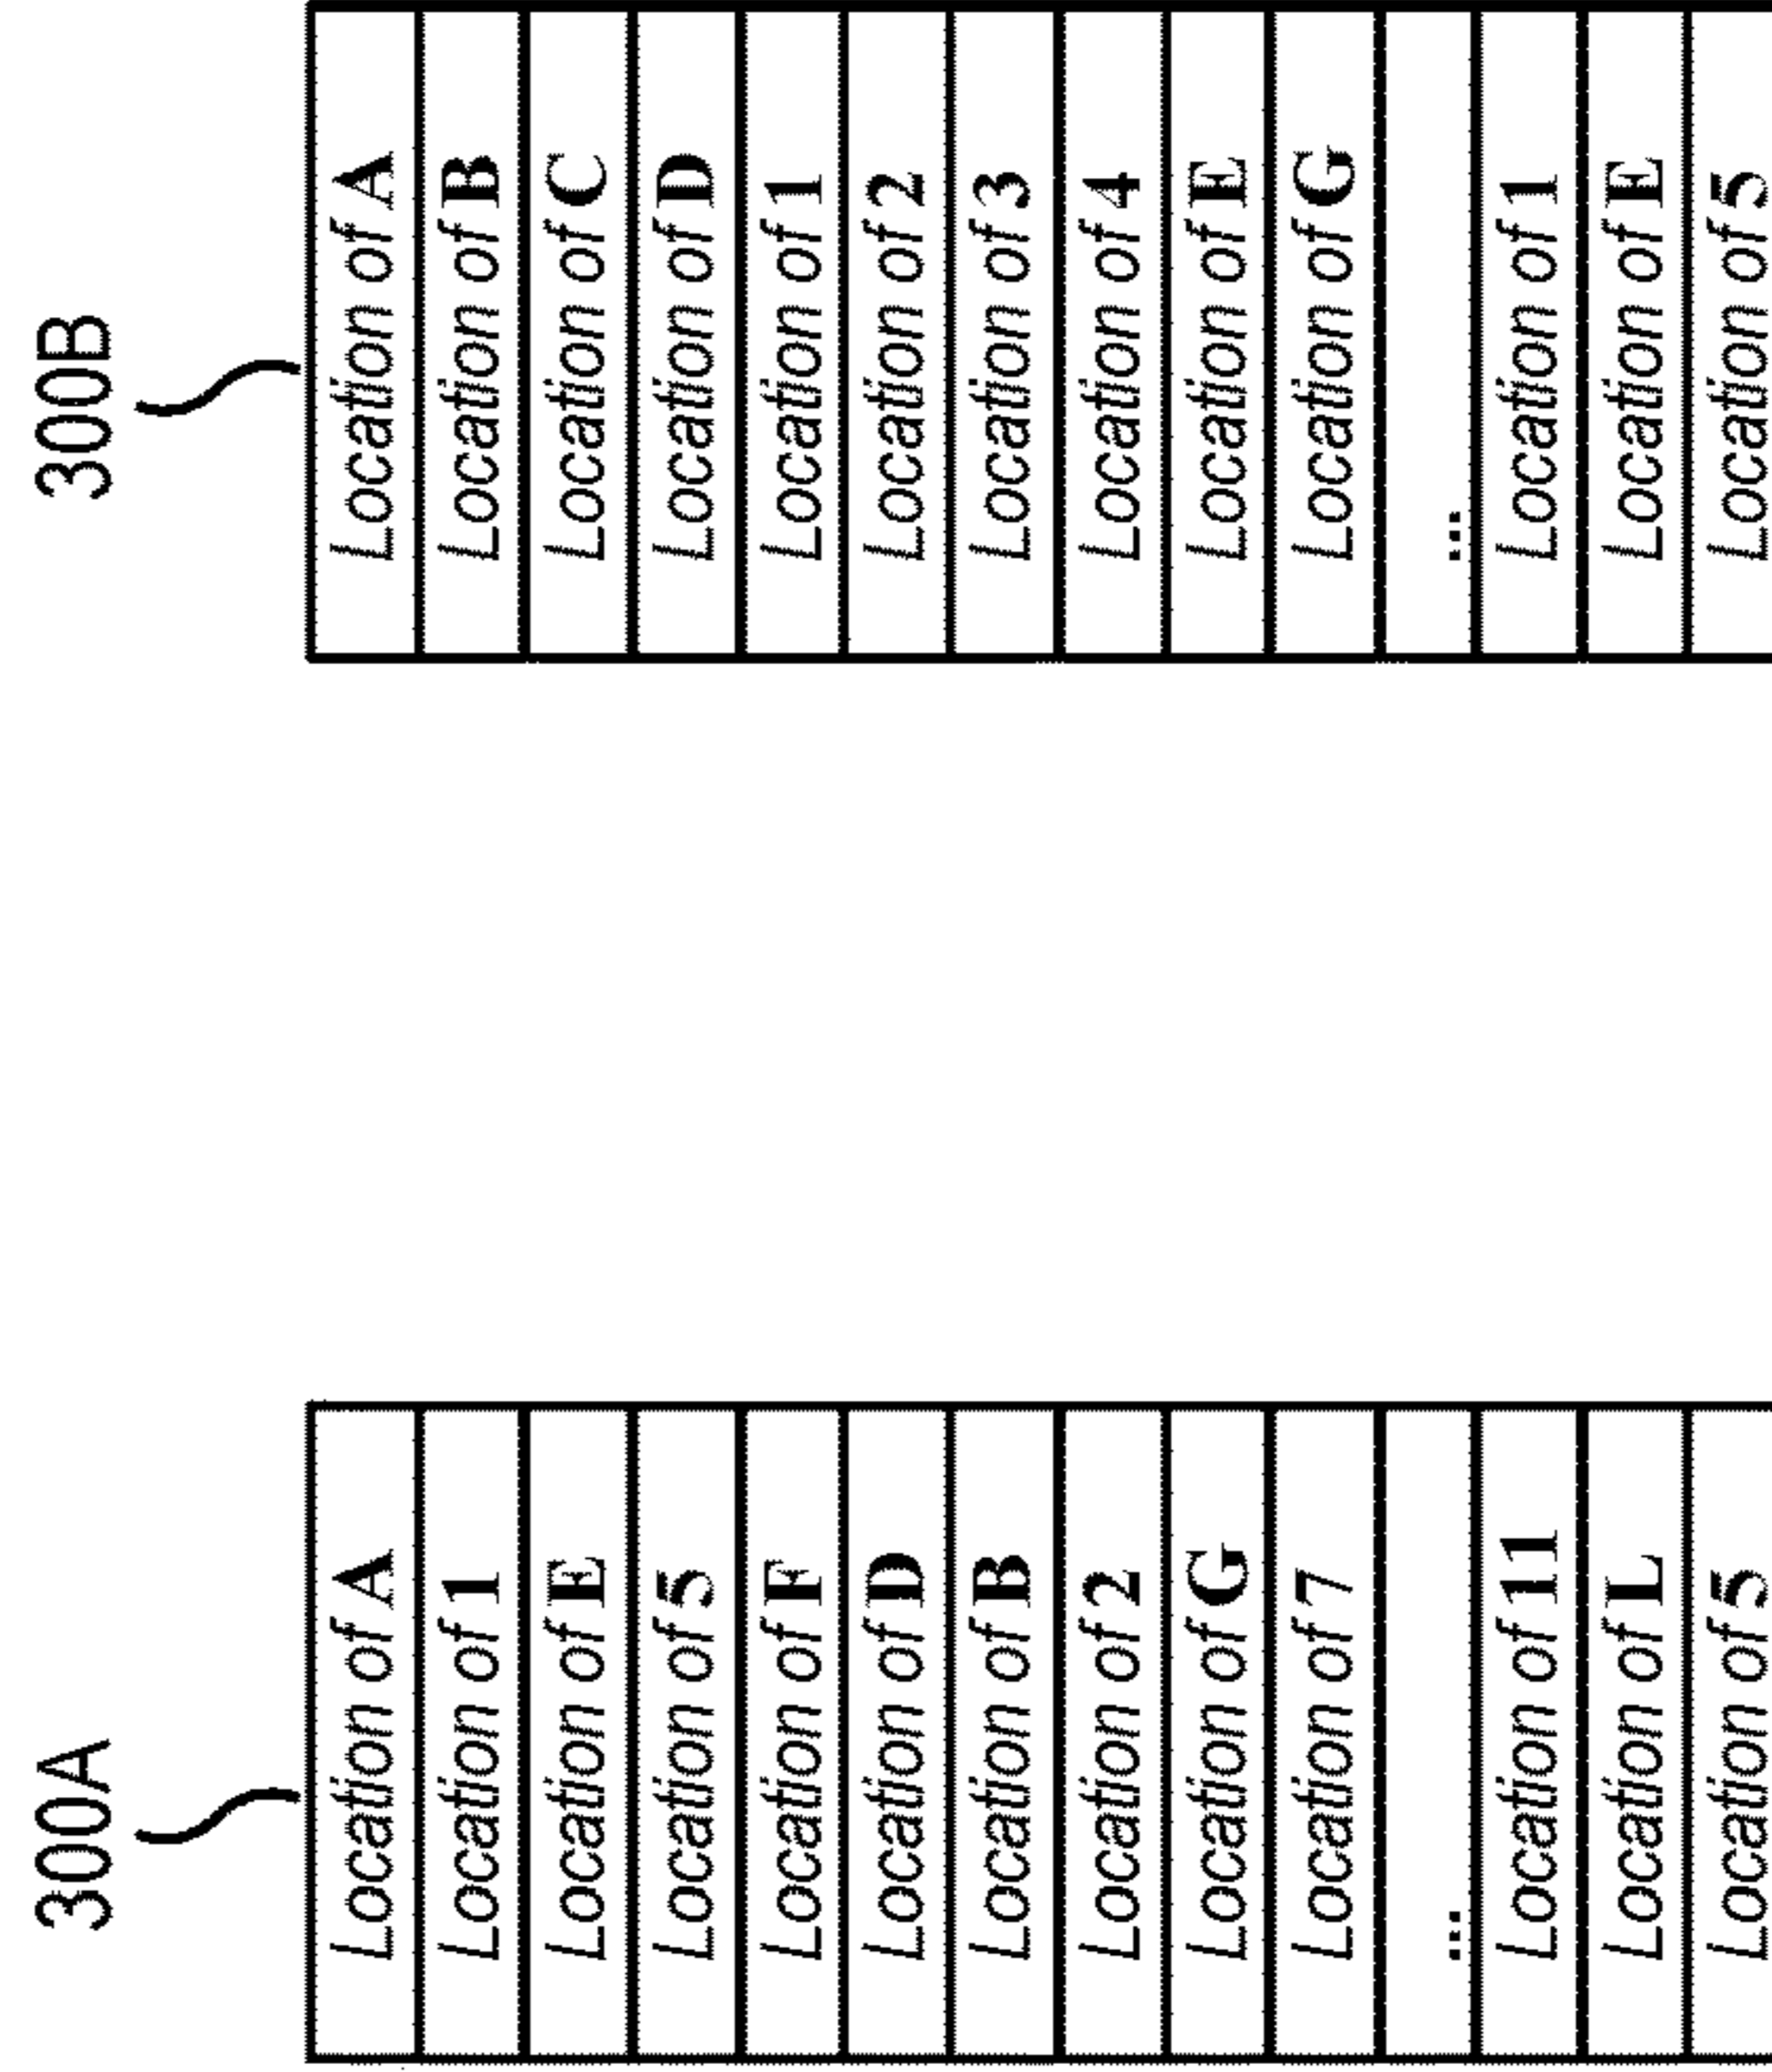 300A
Location of A
Location of 1
Location of E
Location of 5
Location of F
Location of D
Location of B
Location of 2
Location of G
Location of 7
...
Location of 11
Location of L
Location of 5
300B
Location of A
Location of B
Location of C
Location of D
Location of 1
Location of 2
Location of 3
Location of 4
Location of E
Location of G
...
Location of 1
Location of E
Location of 5